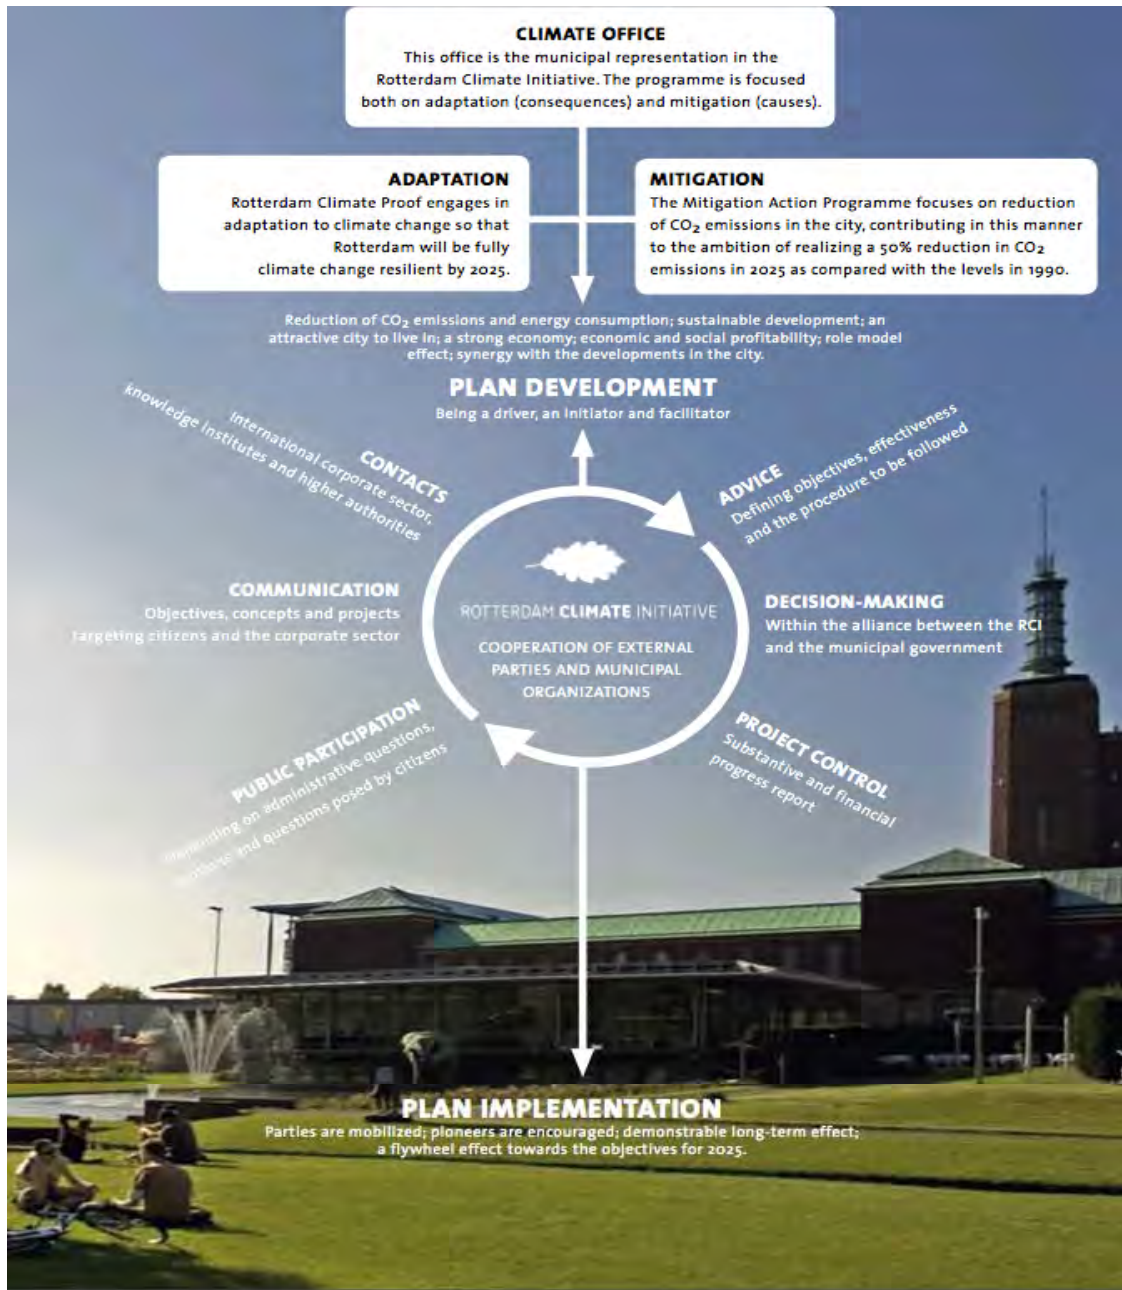 CLIMATE OFFICE
This office is the municipal representation in the
Rotterdam Climate Initiative. The programme is focused
both on adaptation (consequences) and mitigation (causes).
ADAPTATION
Rotterdam Climate Proof engages in
adaptation to climate change so that
Rotterdam will be fully
climate change resilient by 2025.
MITIGATION
The Mitigation Action Programme focuses on reduction
of CO₂ emissions in the city, contributing in this manner
to the ambition of realizing a 50% reduction in CO₂
emissions in 2025 as compared with the levels in 1990.
Reduction of CO₂ emissions and energy consumption; sustainable development; an
attractive city to live in; a strong economy; economic and social profitability; role model
effect; synergy with the developments in the city.
PLAN DEVELOPMENT
Being a driver, an initiator and facilitator
CONTACTS
International corporate sector,
knowledge institutes and higher authorities
ADVICE
Defining objectives, effectiveness
and the procedure to be followed
COMMUNICATION
Objectives, concepts and projects
targeting citizens and the corporate sector
ROTTERDAM.CLIMATE.INITIATIVE
COOPERATION OF EXTERNAL
PARTIES AND MUNICIPAL
ORGANIZATIONS
DECISION-MAKING
Within the alliance between the RCI
and the municipal government
PUBLIC PARTICIPATION
on administrative questions,
and questions posed by citizens
PROJECT CONTROL
Substantive and financial
progress report
PLAN IMPLEMENTATION
Parties are mobilized; pioneers are encouraged; demonstrable long-term effect;
a flywheel effect towards the objectives for 2025.